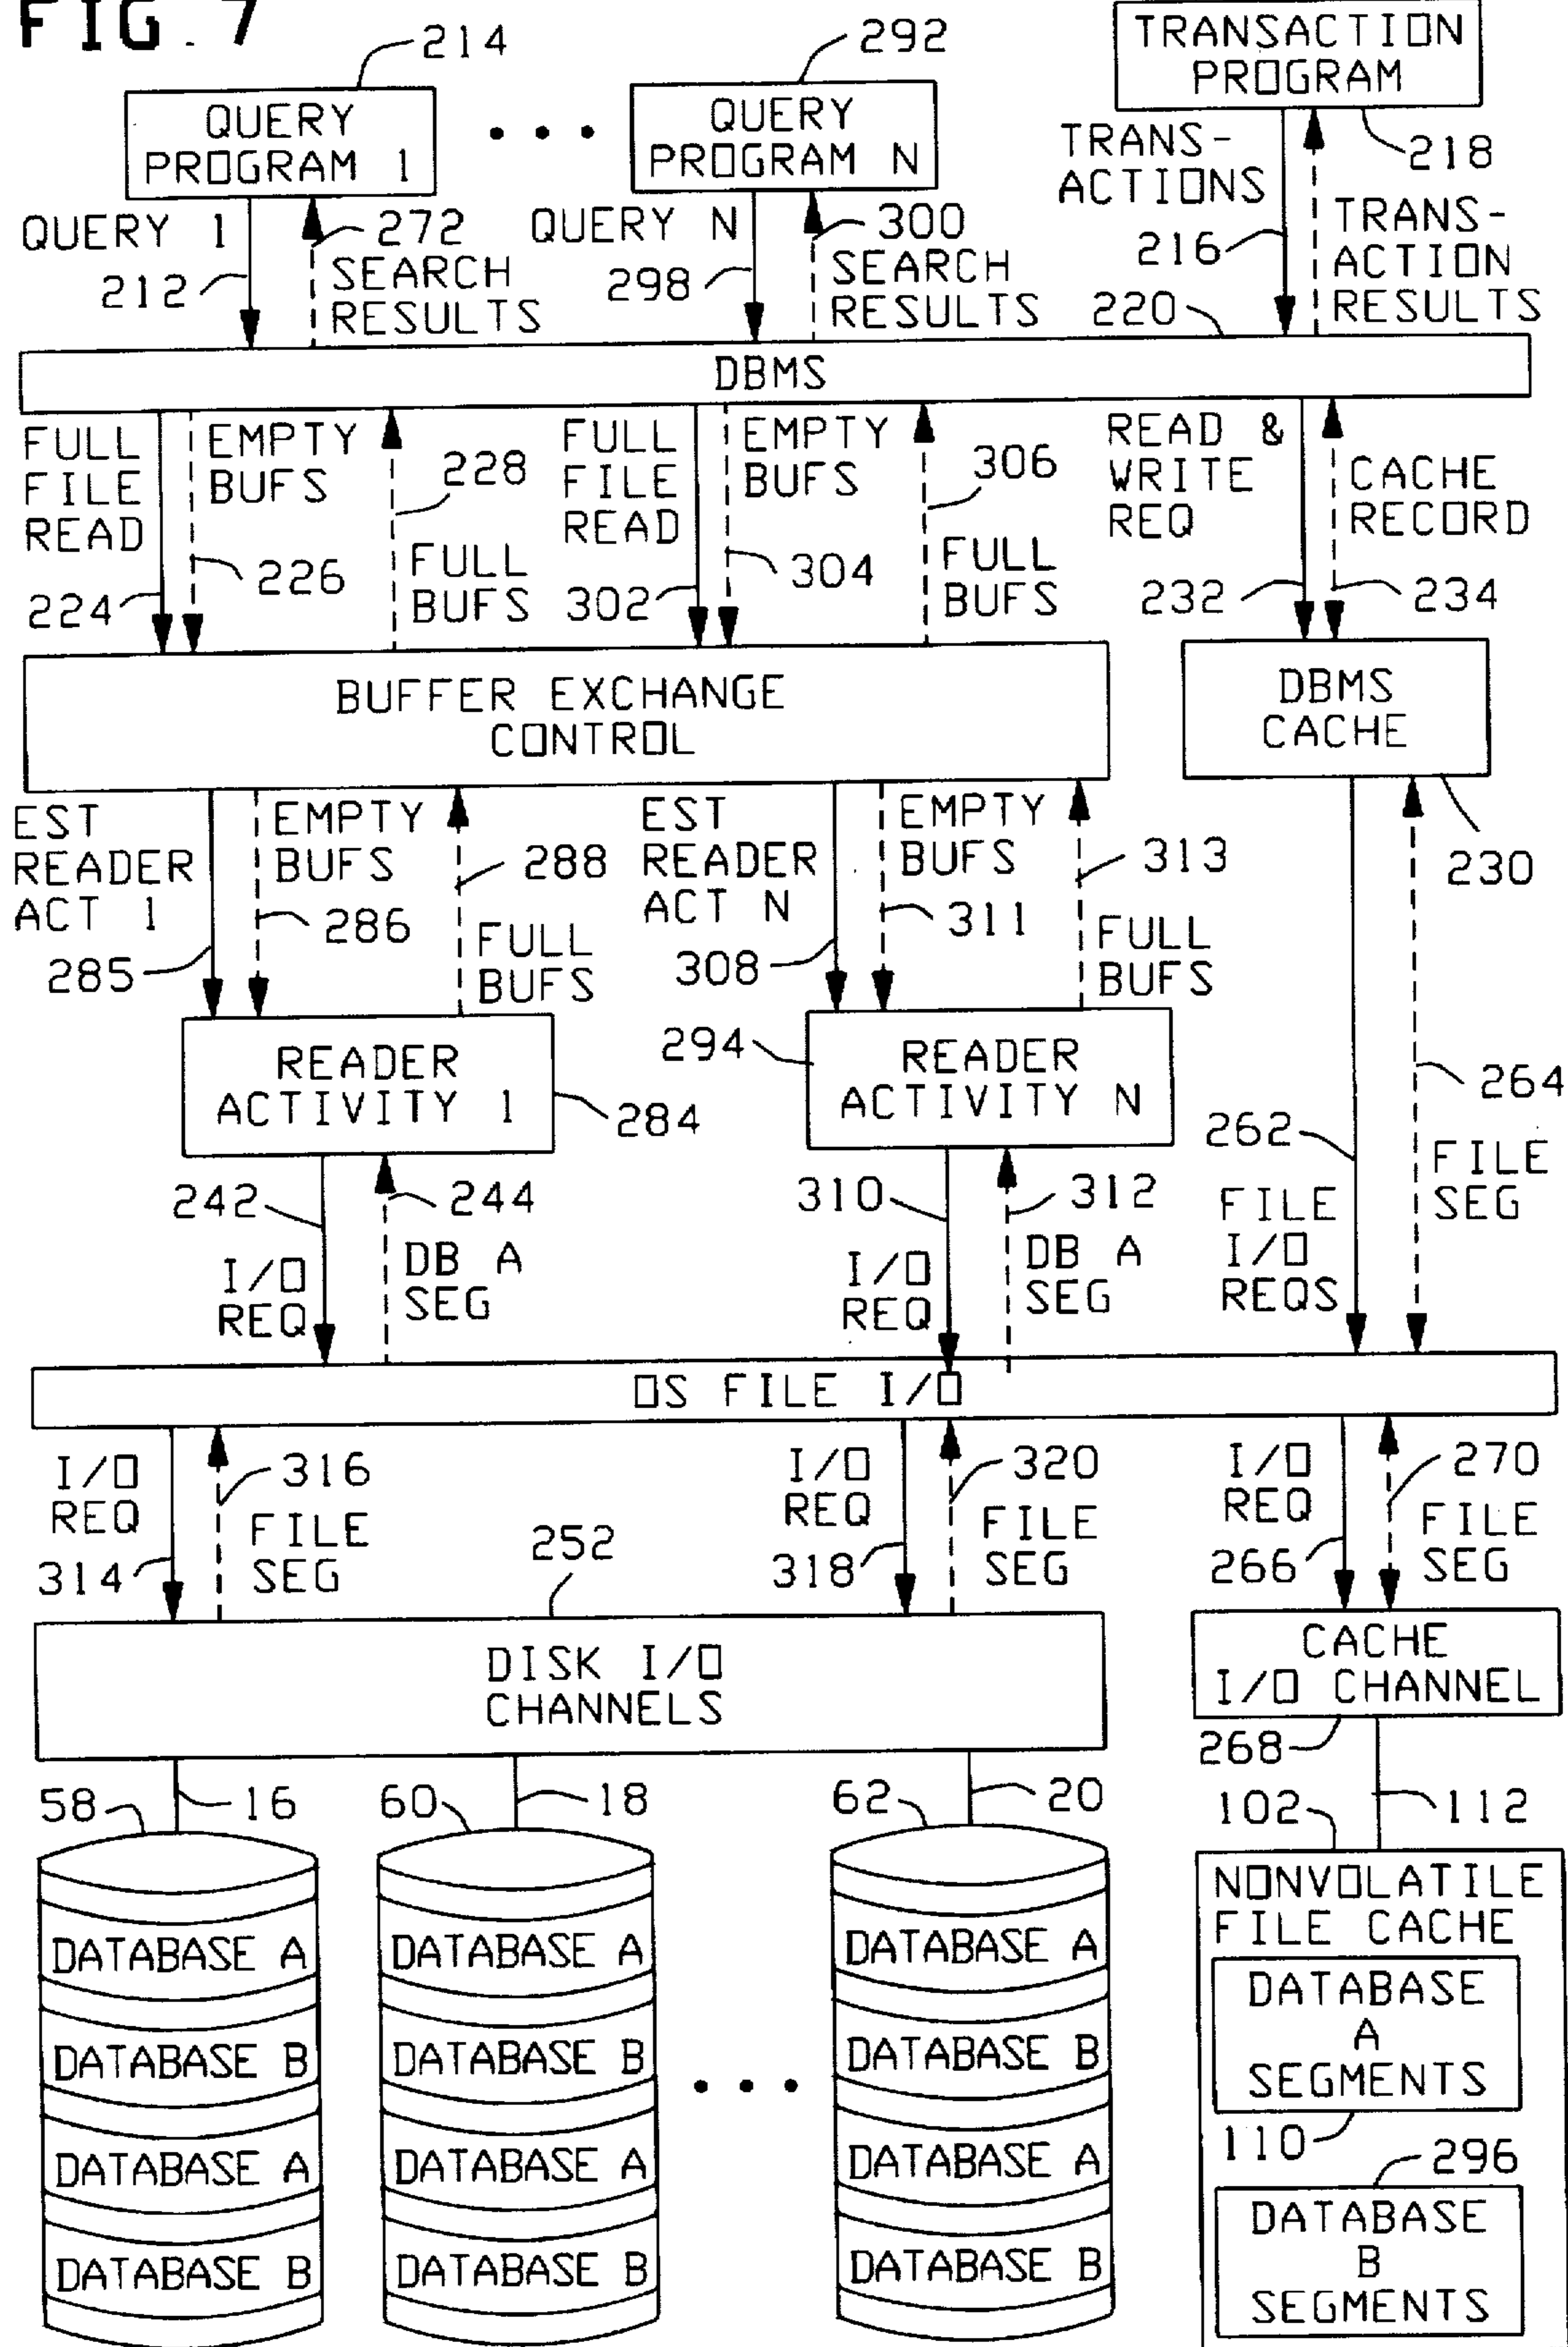 FIG. 7
214
292
TRANSACTION
PROGRAM
QUERY
PROGRAM 1
• • •
QUERY
PROGRAM N
TRANS-
ACTIONS
218
QUERY 1
272
QUERY N
300
TRANS-
ACTION
RESULTS
212
SEARCH
RESULTS
298
SEARCH
RESULTS
216
220
DBMS
FULL
FILE
READ
EMPTY
BUFS
228
FULL
FILE
READ
EMPTY
BUFS
306
READ &
WRITE
REQ
CACHE
RECORD
224
226
FULL
BUFS
302
304
FULL
BUFS
232
234
BUFFER EXCHANGE
CONTROL
DBMS
CACHE
EST
READER
ACT 1
EMPTY
BUFS
288
EST
READER
ACT N
EMPTY
BUFS
313
230
285
286
FULL
BUFS
308
311
FULL
BUFS
READER
ACTIVITY 1
284
294
READER
ACTIVITY N
264
262
242
244
310
312
FILE
SEG
I/O
REQ
DB A
SEG
I/O
REQ
DB A
SEG
FILE
I/O
REQS
OS FILE I/O
I/O
REQ
316
I/O
REQ
320
I/O
REQ
270
314
FILE
SEG
252
318
FILE
SEG
266
FILE
SEG
DISK I/O
CHANNELS
CACHE
I/O CHANNEL
268
58
16
60
18
62
20
102
112
NONVOLATILE
FILE CACHE
DATABASE A
DATABASE B
DATABASE A
DATABASE B
DATABASE A
DATABASE B
DATABASE A
DATABASE B
• • •
DATABASE A
DATABASE B
DATABASE A
DATABASE B
DATABASE
A
SEGMENTS
110
296
DATABASE
B
SEGMENTS